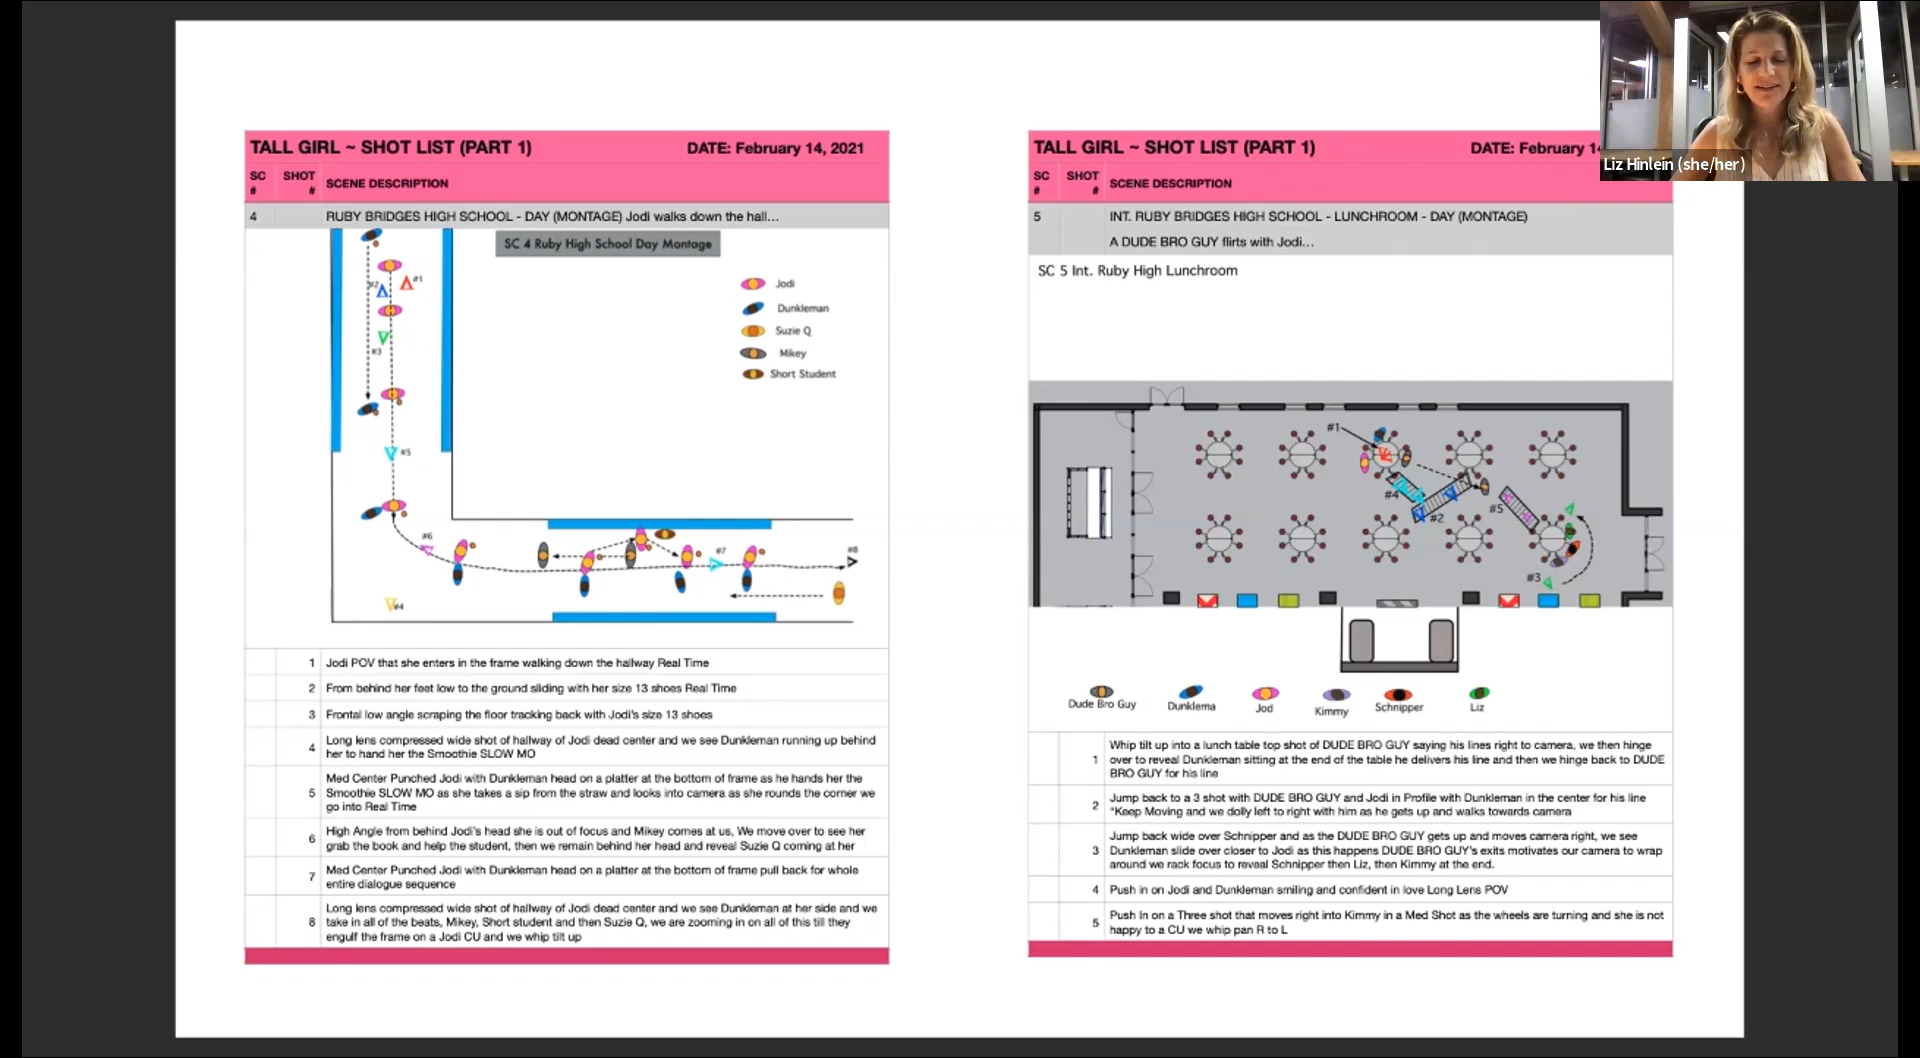 TALL GIRL ~ SHOT LIST (PART 1) DATE: February 14, 2021
SC # SHOT # SCENE DESCRIPTION
4 RUBY BRIDGES HIGH SCHOOL - DAY (MONTAGE) Jodi walks down the hall...
SC 4 Ruby High School Day Montage
#1
#2
#3
#5
#6
#4
#7
#8
Jodi
Dunkleman
Suzie Q
Mikey
Short Student
1 Jodi POV that she enters in the frame walking down the hallway Real Time
2 From behind her feet low to the ground sliding with her size 13 shoes Real Time
3 Frontal low angle scraping the floor tracking back with Jodi's size 13 shoes
4 Long lens compressed wide shot of hallway of Jodi dead center and we see Dunkleman running up behind
her to hand her the Smoothie SLOW MO
5 Med Center Punched Jodi with Dunkleman head on a platter at the bottom of frame as he hands her the
Smoothie SLOW MO as she takes a sip from the straw and looks into camera as she rounds the corner we
go into Real Time
6 High Angle from behind Jodi's head she is out of focus and Mikey comes at us, We move over to see her
grab the book and help the student, then we remain behind her head and reveal Suzie Q coming at her
7 Med Center Punched Jodi with Dunkleman head on a platter at the bottom of frame pull back for whole
entire dialogue sequence
8 Long lens compressed wide shot of hallway of Jodi dead center and we see Dunkleman at her side and we
take in all of the beats, Mikey, Short student and then Suzie Q, we are zooming in on all of this till they
engulf the frame on a Jodi CU and we whip tilt up
TALL GIRL ~ SHOT LIST (PART 1) DATE: February 14
SC # SHOT # SCENE DESCRIPTION
5 INT. RUBY BRIDGES HIGH SCHOOL - LUNCHROOM - DAY (MONTAGE)
A DUDE BRO GUY flirts with Jodi...
SC 5 Int. Ruby High Lunchroom
#1
#4
#2
#5
#3
Dude Bro Guy
Dunklema
Jod
Kimmy
Schnipper
Liz
1 Whip tilt up into a lunch table top shot of DUDE BRO GUY saying his lines right to camera, we then hinge
over to reveal Dunkleman sitting at the end of the table he delivers his line and then we hinge back to DUDE
BRO GUY for his line
2 Jump back to a 3 shot with DUDE BRO GUY and Jodi in Profile with Dunkleman in the center for his line
"Keep Moving and we dolly left to right with him as he gets up and walks towards camera
3 Jump back wide over Schnipper and as the DUDE BRO GUY gets up and moves camera right, we see
Dunkleman slide over closer to Jodi as this happens DUDE BRO GUY's exits motivates our camera to wrap
around we rack focus to reveal Schnipper then Liz, then Kimmy at the end.
4 Push in on Jodi and Dunkleman smiling and confident in love Long Lens POV
5 Push In on a Three shot that moves right into Kimmy in a Med Shot as the wheels are turning and she is not
happy to a CU we whip pan R to L
Liz Hinlein (she/her)